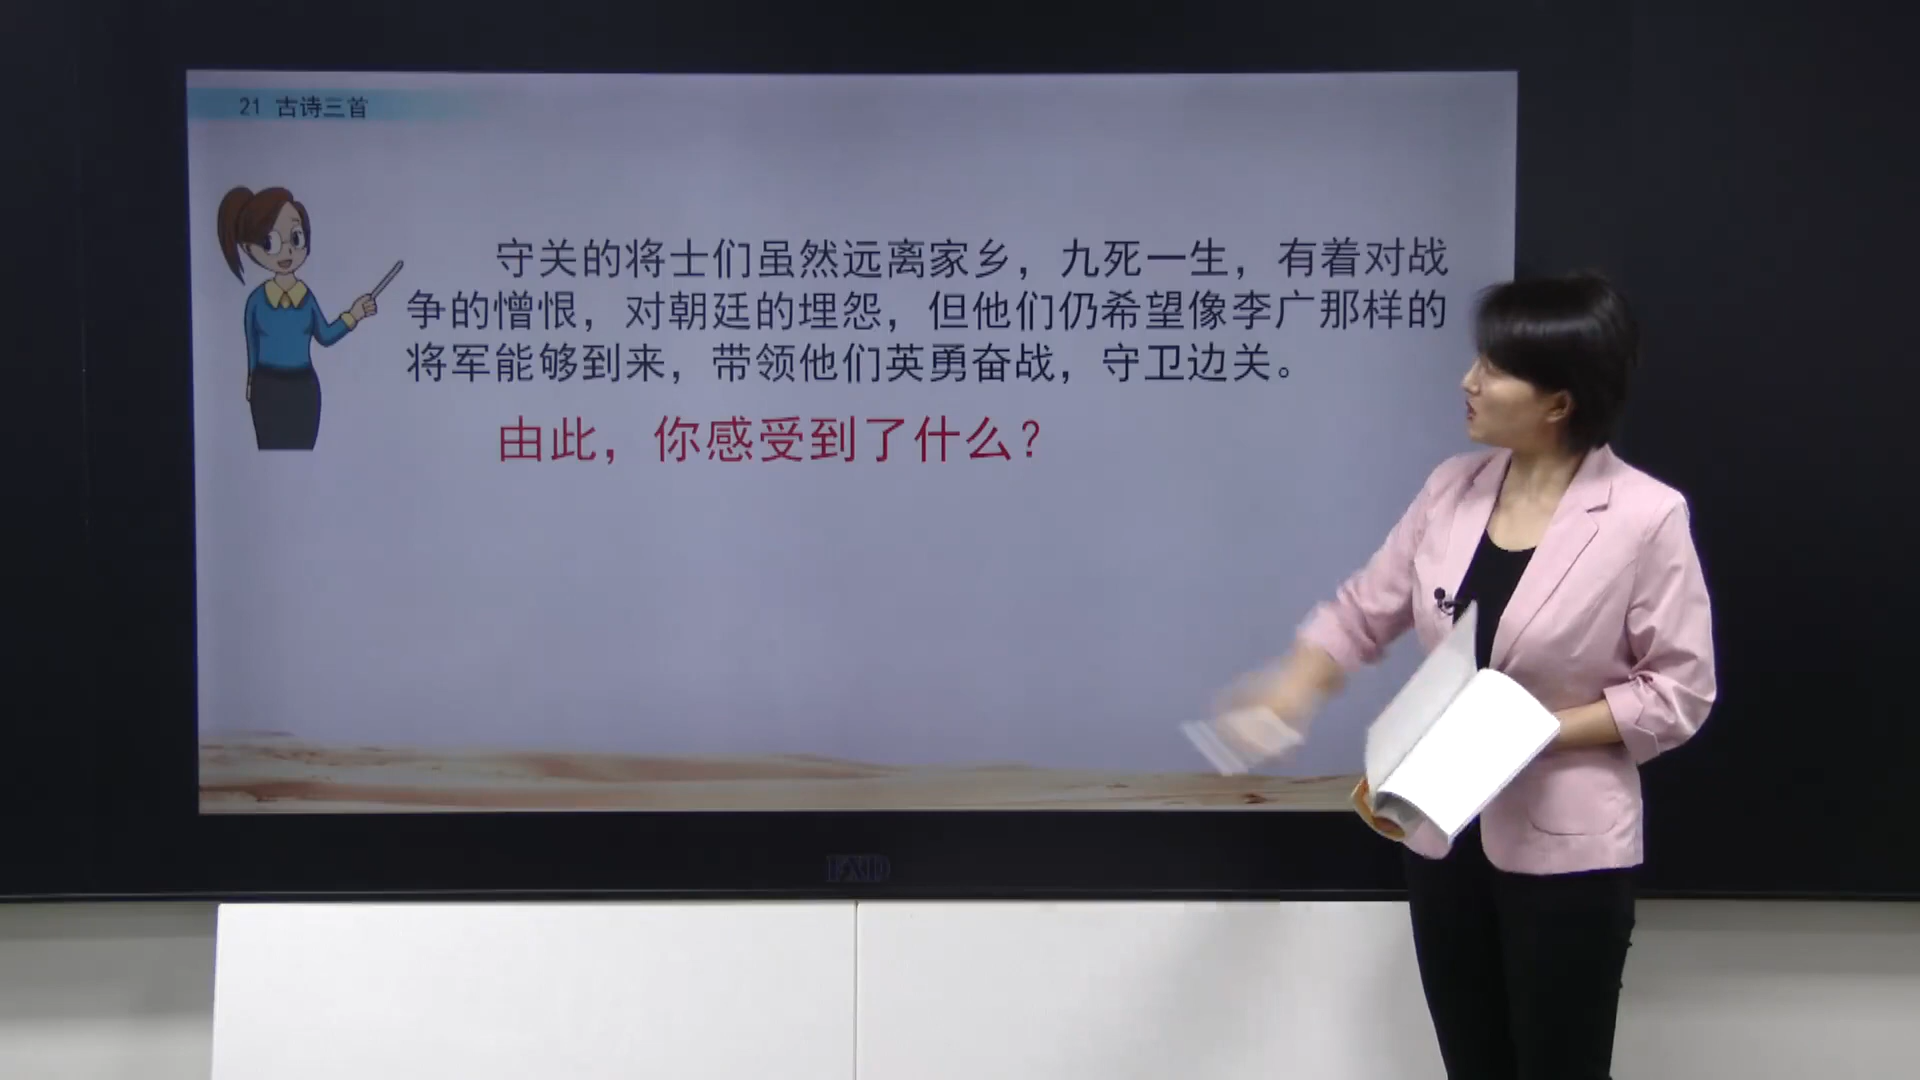 21 古诗三首
守关的将士们虽然远离家乡，九死一生，有着对战
争的憎恨，对朝廷的埋怨，但他们仍希望像李广那样的
将军能够到来，带领他们英勇奋战，守卫边关。
由此，你感受到了什么？